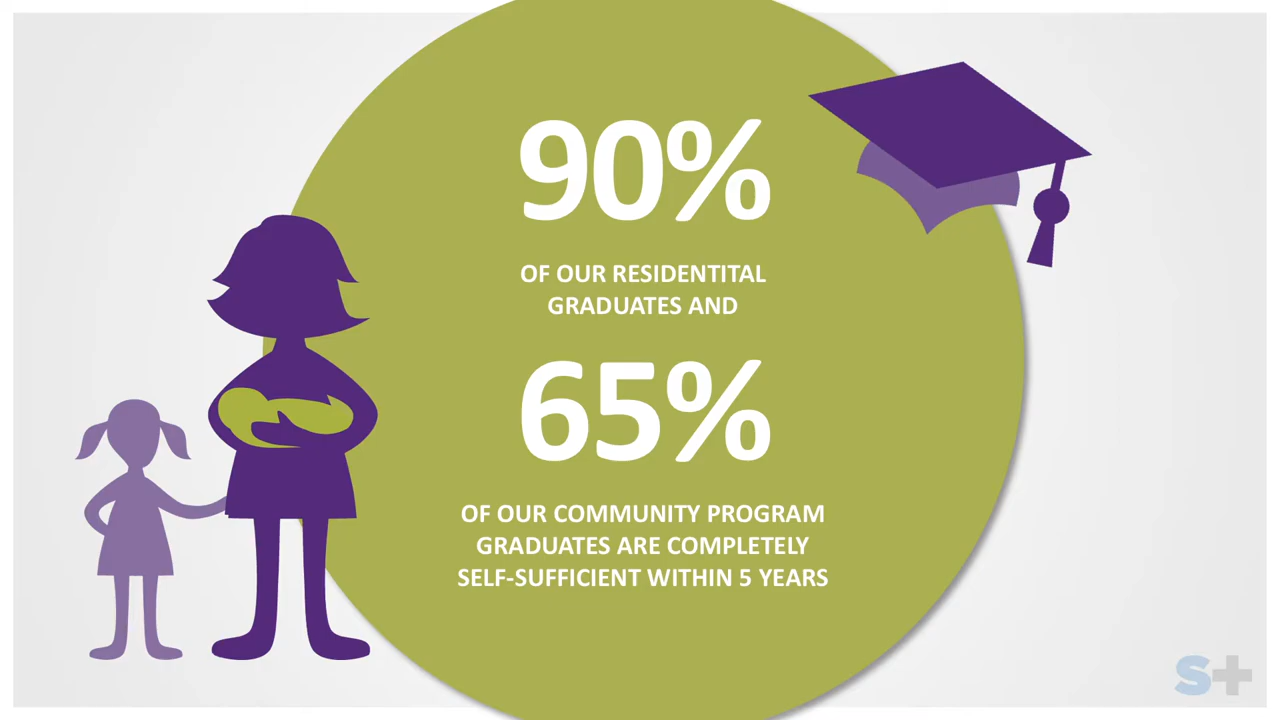 90%
OF OUR RESIDENTITAL
GRADUATES AND
65%
OF OUR COMMUNITY PROGRAM
GRADUATES ARE COMPLETELY
SELF-SUFFICIENT WITHIN 5 YEARS
S+